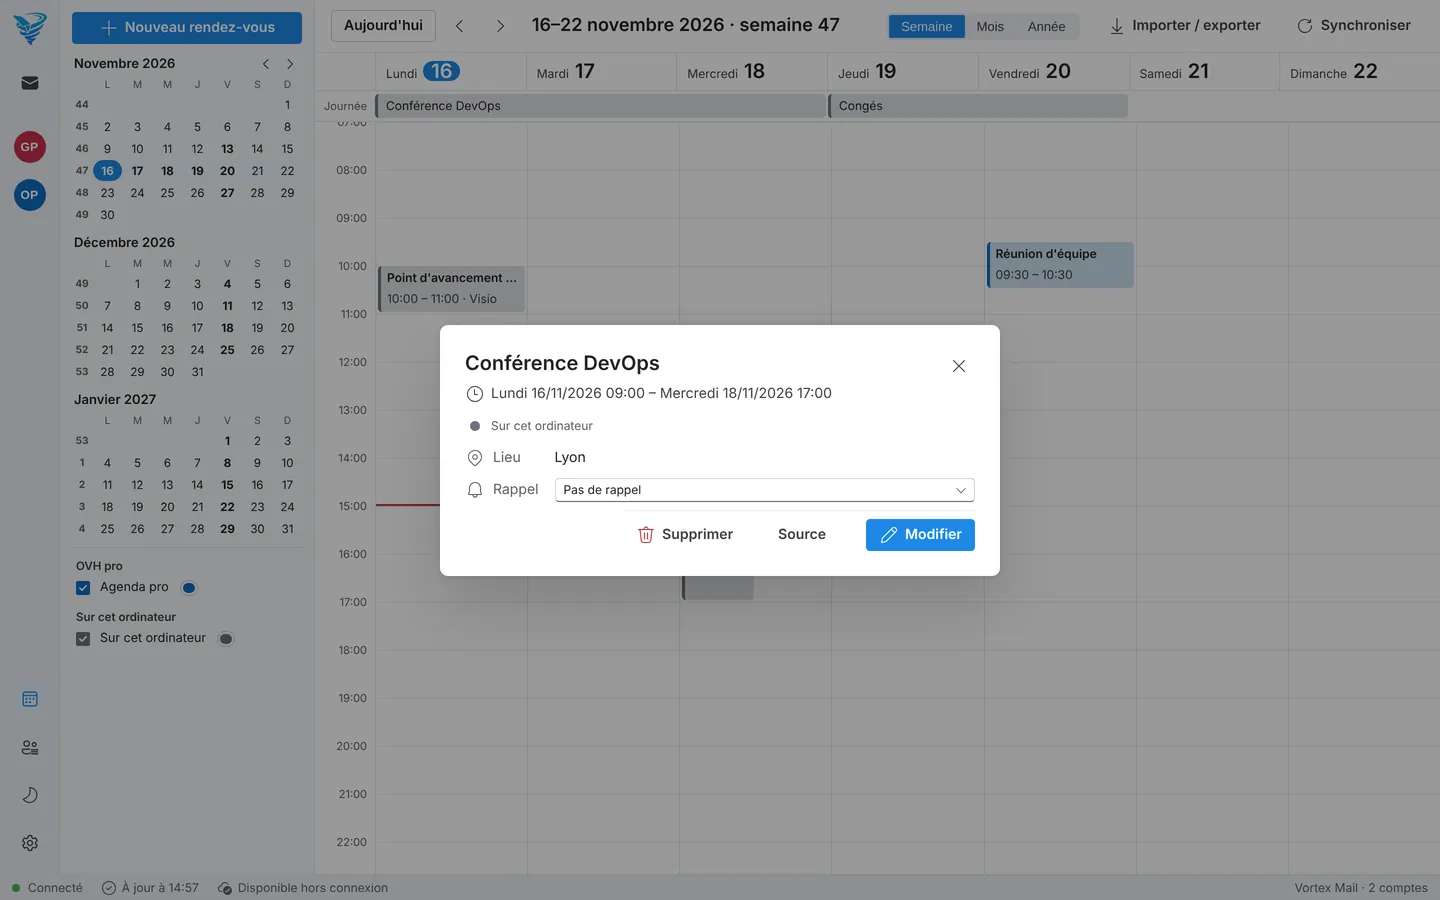 Nouveau rendez-vous
Aujourd'hui
16–22 novembre 2026 · semaine 47
Semaine Mois Année
Importer / exporter
Synchroniser
Novembre 2026
L M M J V S D
44 1
45 2 3 4 5 6 7 8
46 9 10 11 12 13 14 15
47 16 17 18 19 20 21 22
48 23 24 25 26 27 28 29
49 30
Décembre 2026
L M M J V S D
49 1 2 3 4 5 6
50 7 8 9 10 11 12 13
51 14 15 16 17 18 19 20
52 21 22 23 24 25 26 27
53 28 29 30 31
Janvier 2027
L M M J V S D
53 1 2 3
1 4 5 6 7 8 9 10
2 11 12 13 14 15 16 17
3 18 19 20 21 22 23 24
4 25 26 27 28 29 30 31
OVH pro
Agenda pro
Sur cet ordinateur
Sur cet ordinateur
GP
OP
Lundi 16
Mardi 17
Mercredi 18
Jeudi 19
Vendredi 20
Samedi 21
Dimanche 22
Journée
Conférence DevOps
Congés
07:00
08:00
09:00
10:00
11:00
12:00
13:00
14:00
15:00
16:00
17:00
18:00
19:00
20:00
21:00
22:00
Point d'avancement ...
10:00 – 11:00 · Visio
Réunion d'équipe
09:30 – 10:30
Conférence DevOps
Lundi 16/11/2026 09:00 – Mercredi 18/11/2026 17:00
Sur cet ordinateur
Lieu Lyon
Rappel Pas de rappel
Supprimer
Source
Modifier
Connecté
À jour à 14:57
Disponible hors connexion
Vortex Mail · 2 comptes